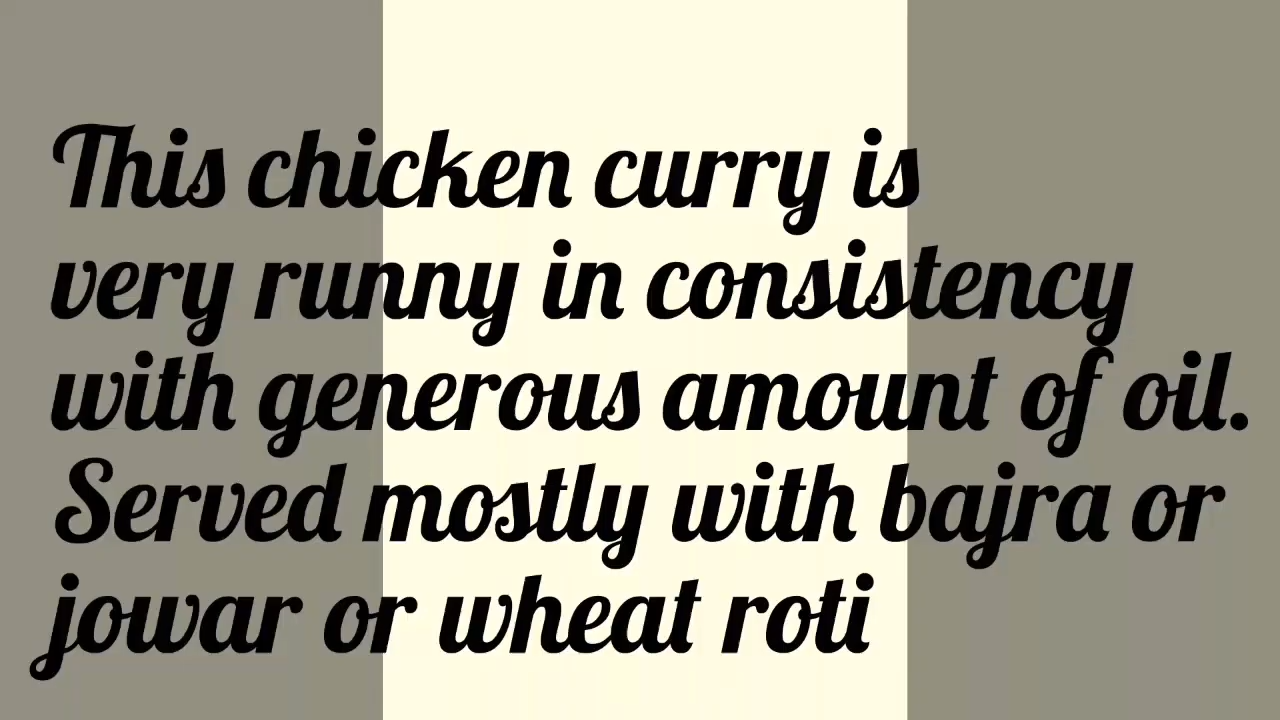 This chicken curry is
very runny in consistency
with generous amount of oil.
Served mostly with bajra or
jowar or wheat roti